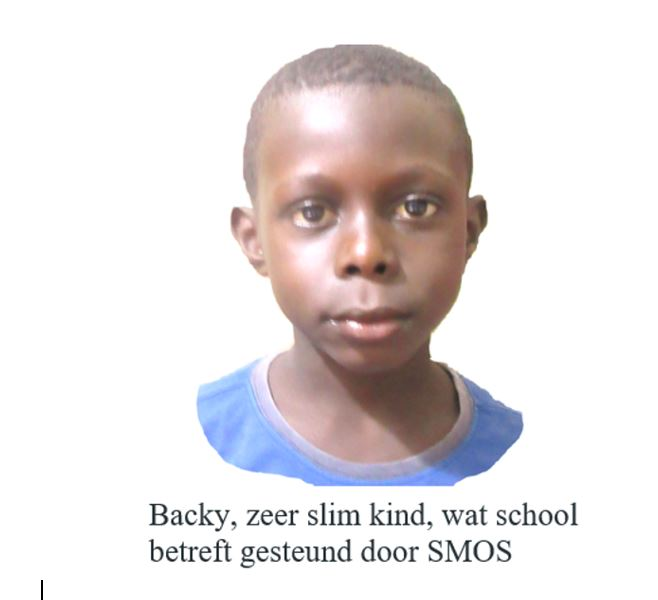 Backy, zeer slim kind, wat school
betreft gesteund door SMOS